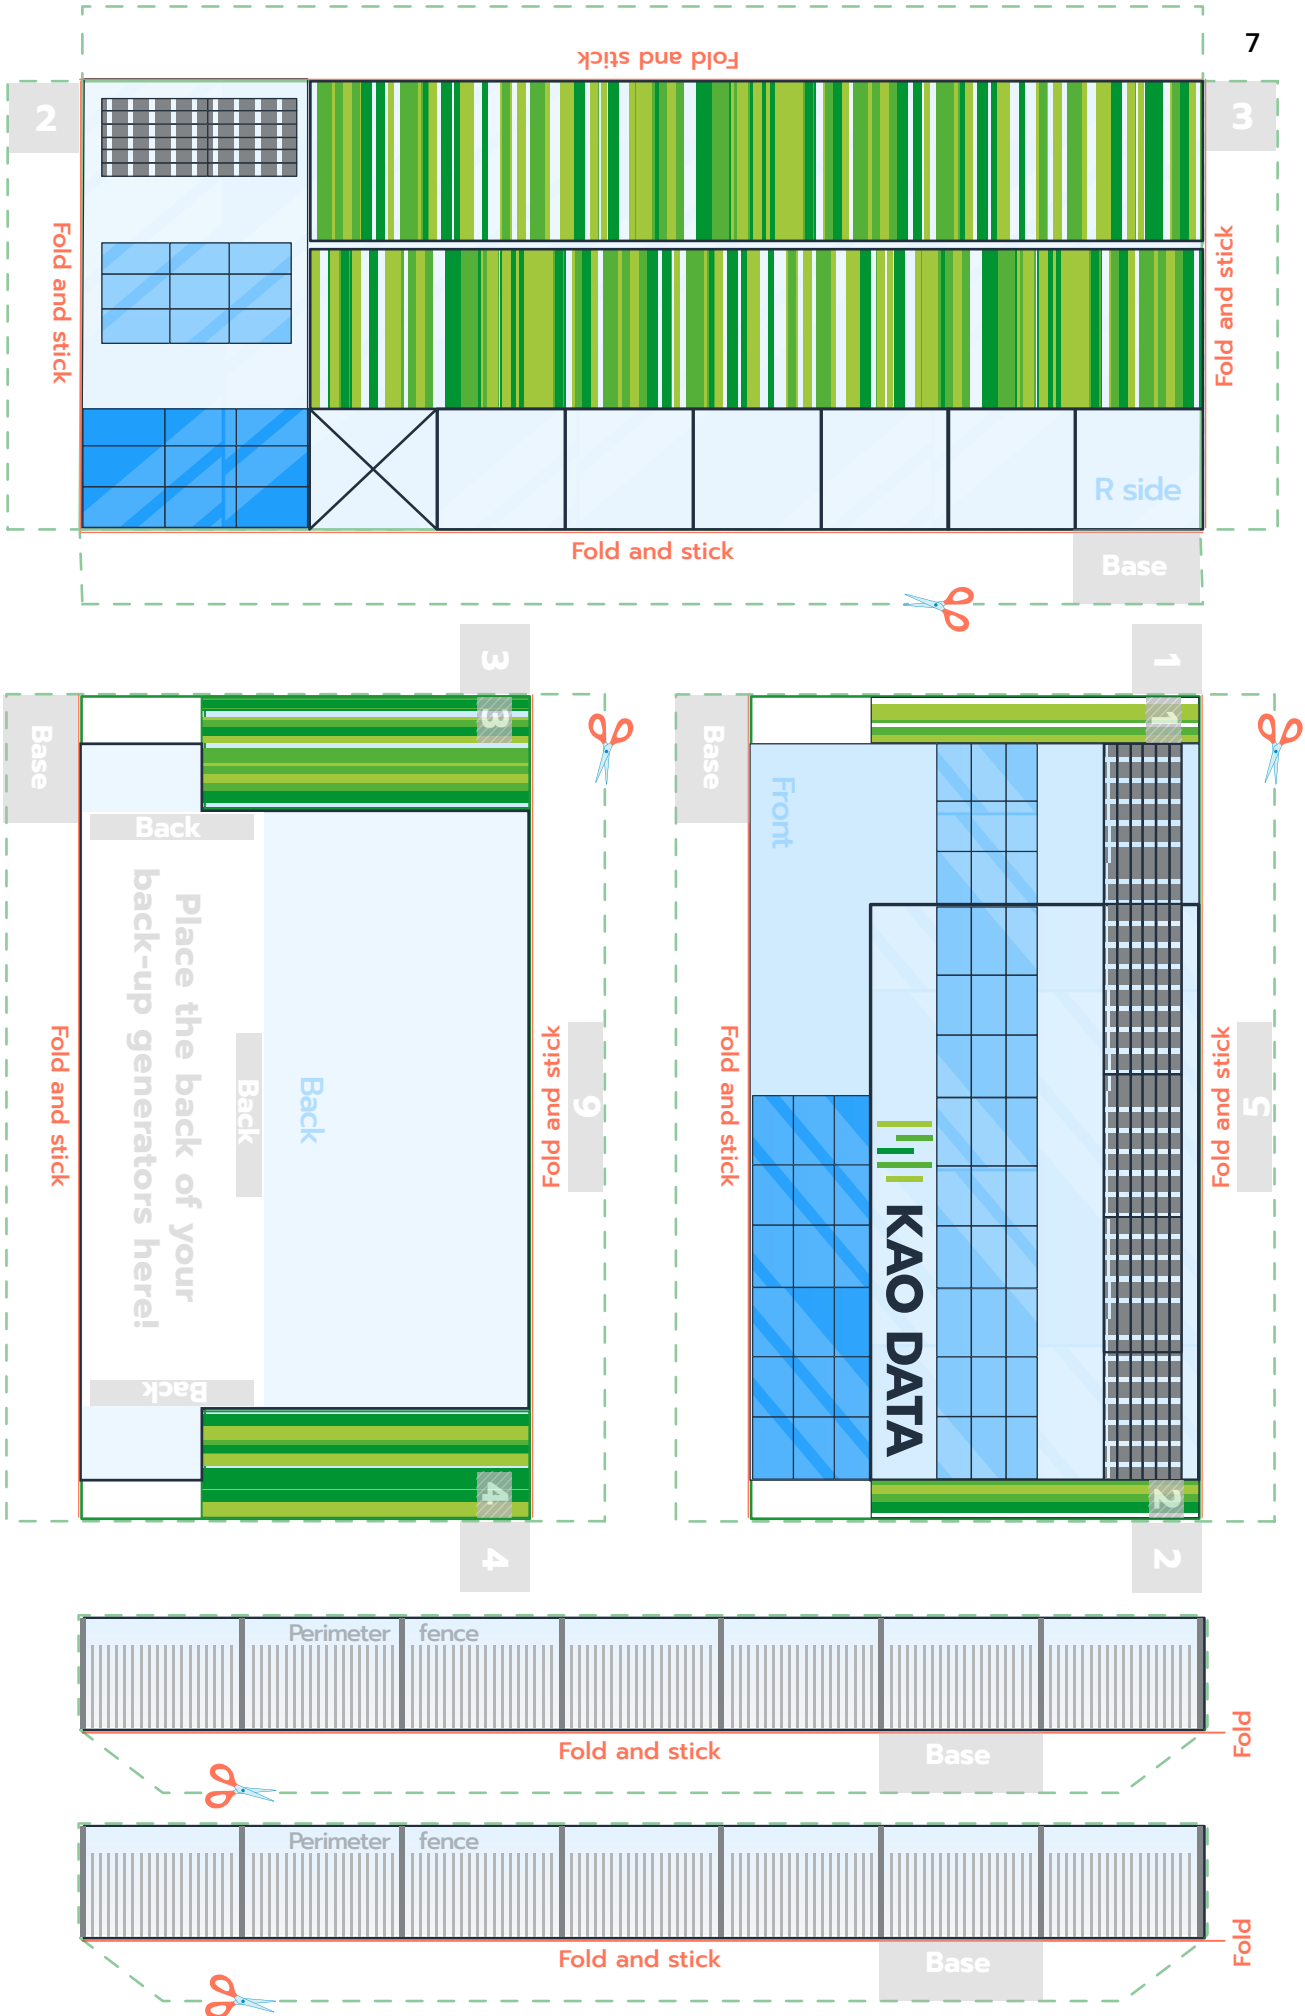 7
Fold and stick
2
3
Fold and stick
Fold and stick
R side
Fold and stick
Base
3
1
3
1
Base
Base
Back
Front
Place the back of your
back-up generators here!
Back
Back
Fold and stick
Fold and stick
9
Fold and stick
Fold and stick
5
KAO DATA
Back
4
2
4
2
Perimeter fence
Fold and stick
Base
Fold
Perimeter fence
Fold and stick
Base
Fold